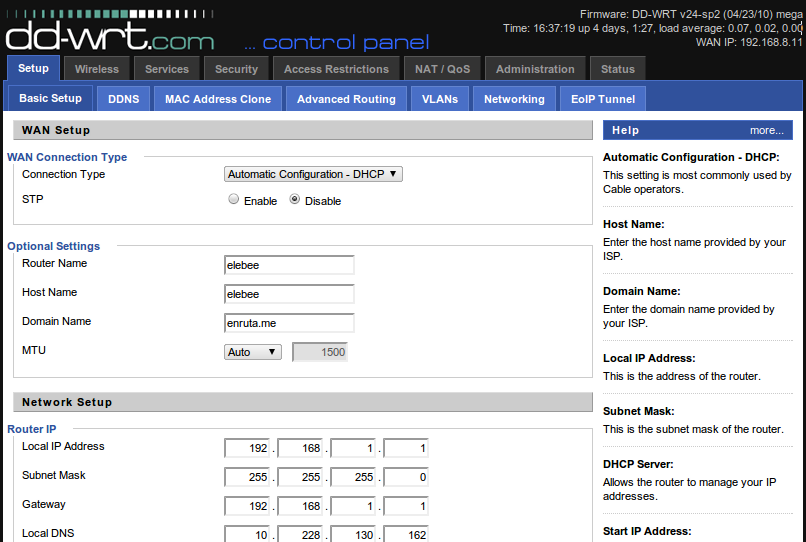 Firmware: DD-WRT v24-sp2 (04/23/10) mega
Time: 16:37:19 up 4 days, 1:27, load average: 0.07, 0.02, 0.00
WAN IP: 192.168.8.11
dd-wrt.com ... control panel
Setup Wireless Services Security Access Restrictions NAT / QoS Administration Status
Basic Setup DDNS MAC Address Clone Advanced Routing VLANs Networking EoIP Tunnel
WAN Setup
WAN Connection Type
Connection Type Automatic Configuration - DHCP
STP Enable Disable
Optional Settings
Router Name elebee
Host Name elebee
Domain Name enruta.me
MTU Auto 1500
Network Setup
Router IP
Local IP Address 192 . 168 . 1 . 1
Subnet Mask 255 . 255 . 255 . 0
Gateway 192 . 168 . 1 . 1
Local DNS 10 . 228 . 130 . 162
Help more...
Automatic Configuration - DHCP:
This setting is most commonly used by
Cable operators.
Host Name:
Enter the host name provided by your
ISP.
Domain Name:
Enter the domain name provided by
your ISP.
Local IP Address:
This is the address of the router.
Subnet Mask:
This is the subnet mask of the router.
DHCP Server:
Allows the router to manage your IP
addresses.
Start IP Address: